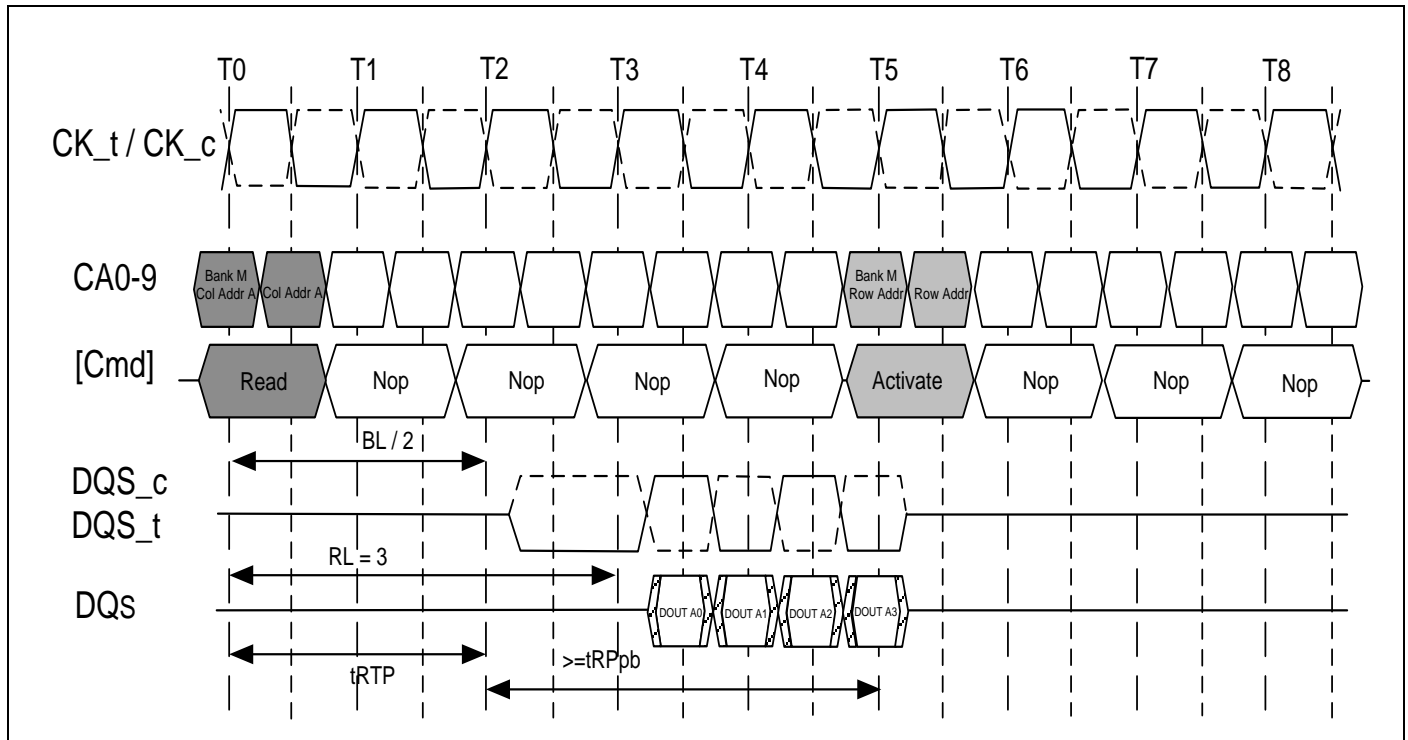 T0 T1 T2 T3 T4 T5 T6 T7 T8
CK_t / CK_c
CA0-9
Bank M
Col Addr A
Col Addr A
Bank M
Row Addr
Row Addr
[Cmd]
Read Nop Nop Nop Nop Activate Nop Nop Nop
BL / 2
DQS_c
DQS_t
RL = 3
DQs
DOUT A0 DOUT A1 DOUT A2 DOUT A3
tRTP
>=tRPpb